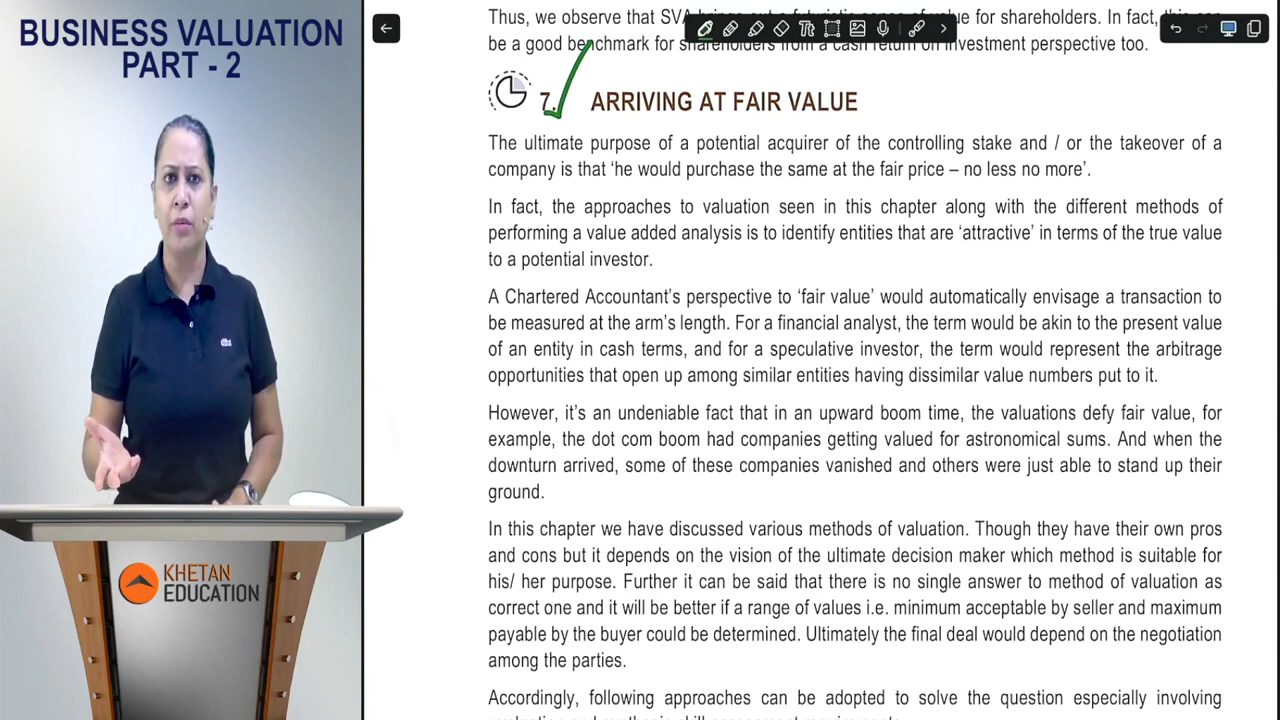 BUSINESS VALUATION
PART - 2
KHETAN
EDUCATION
Thus, we observe that SVA of value for shareholders. In fact,
be a good benchmark for shareholders from a cash return on investment perspective too.
7. ARRIVING AT FAIR VALUE
The ultimate purpose of a potential acquirer of the controlling stake and / or the takeover of a
company is that ‘he would purchase the same at the fair price – no less no more’.
In fact, the approaches to valuation seen in this chapter along with the different methods of
performing a value added analysis is to identify entities that are ‘attractive’ in terms of the true value
to a potential investor.
A Chartered Accountant’s perspective to ‘fair value’ would automatically envisage a transaction to
be measured at the arm’s length. For a financial analyst, the term would be akin to the present value
of an entity in cash terms, and for a speculative investor, the term would represent the arbitrage
opportunities that open up among similar entities having dissimilar value numbers put to it.
However, it’s an undeniable fact that in an upward boom time, the valuations defy fair value, for
example, the dot com boom had companies getting valued for astronomical sums. And when the
downturn arrived, some of these companies vanished and others were just able to stand up their
ground.
In this chapter we have discussed various methods of valuation. Though they have their own pros
and cons but it depends on the vision of the ultimate decision maker which method is suitable for
his/ her purpose. Further it can be said that there is no single answer to method of valuation as
correct one and it will be better if a range of values i.e. minimum acceptable by seller and maximum
payable by the buyer could be determined. Ultimately the final deal would depend on the negotiation
among the parties.
Accordingly, following approaches can be adopted to solve the question especially involving